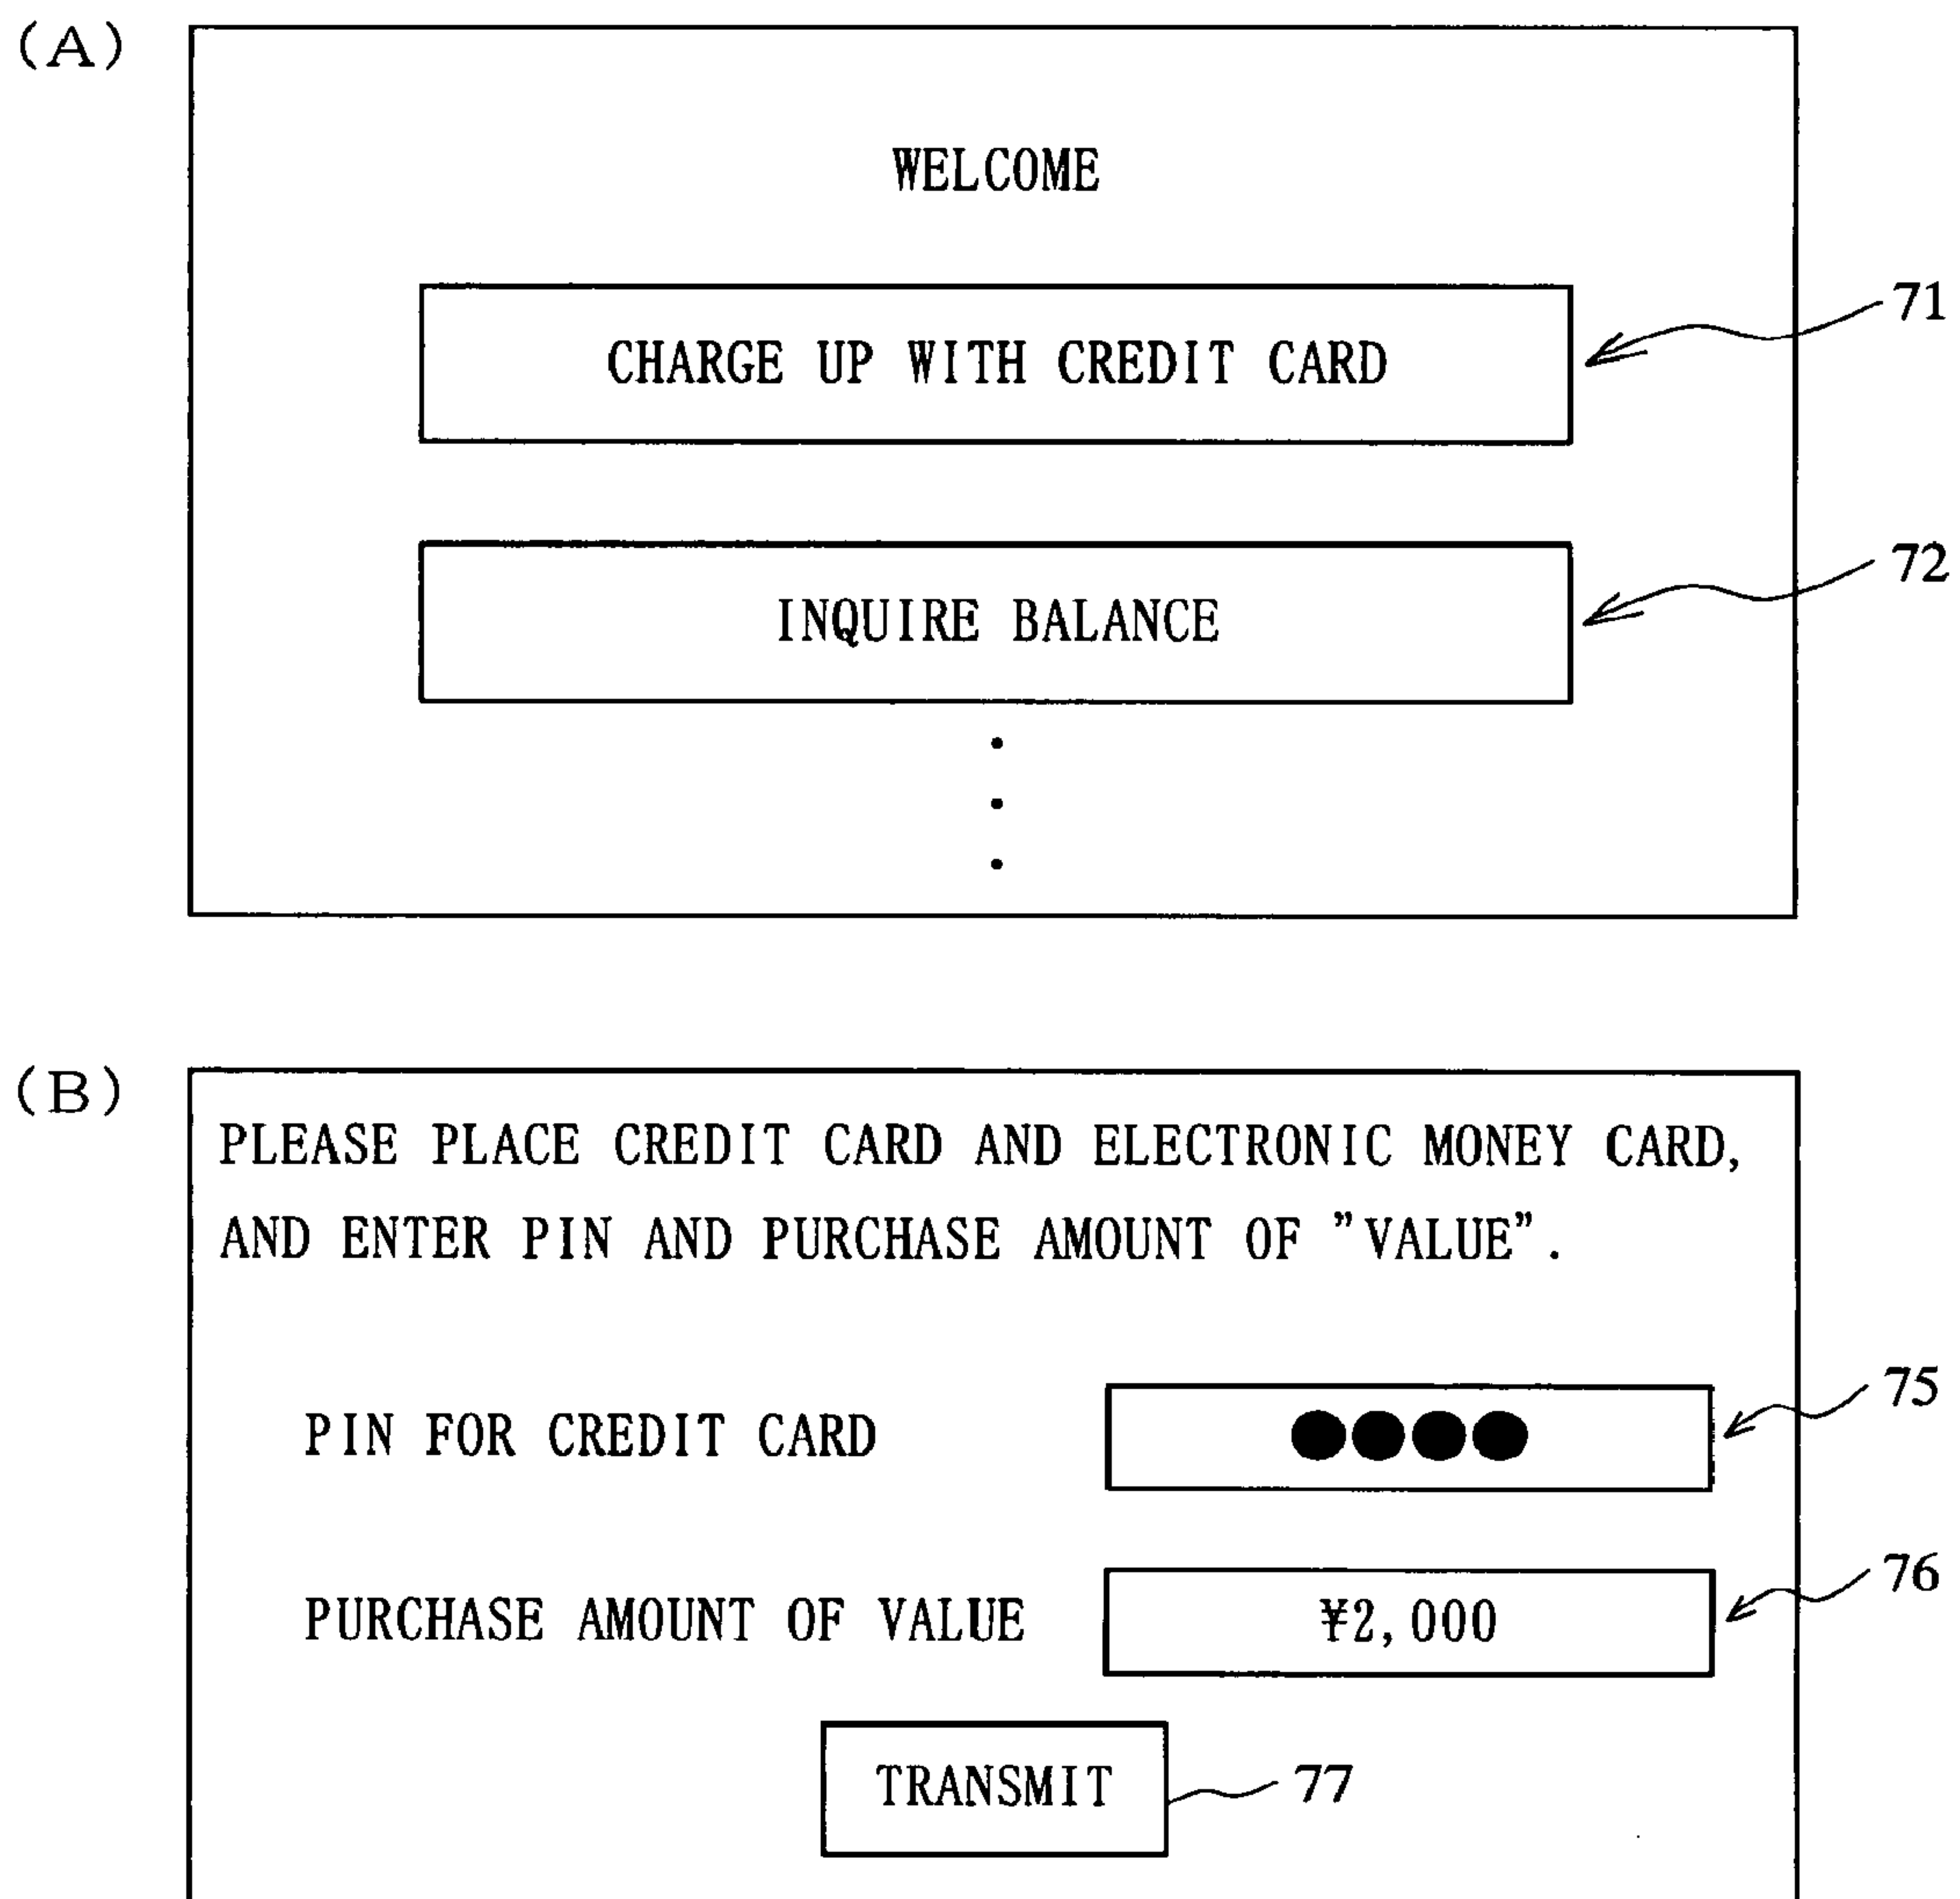 (A)
WELCOME
CHARGE UP WITH CREDIT CARD
71
INQUIRE BALANCE
72
(B)
PLEASE PLACE CREDIT CARD AND ELECTRONIC MONEY CARD,
AND ENTER PIN AND PURCHASE AMOUNT OF ”VALUE”.
PIN FOR CREDIT CARD ●●●● 75
PURCHASE AMOUNT OF VALUE ¥2,000 76
TRANSMIT 77